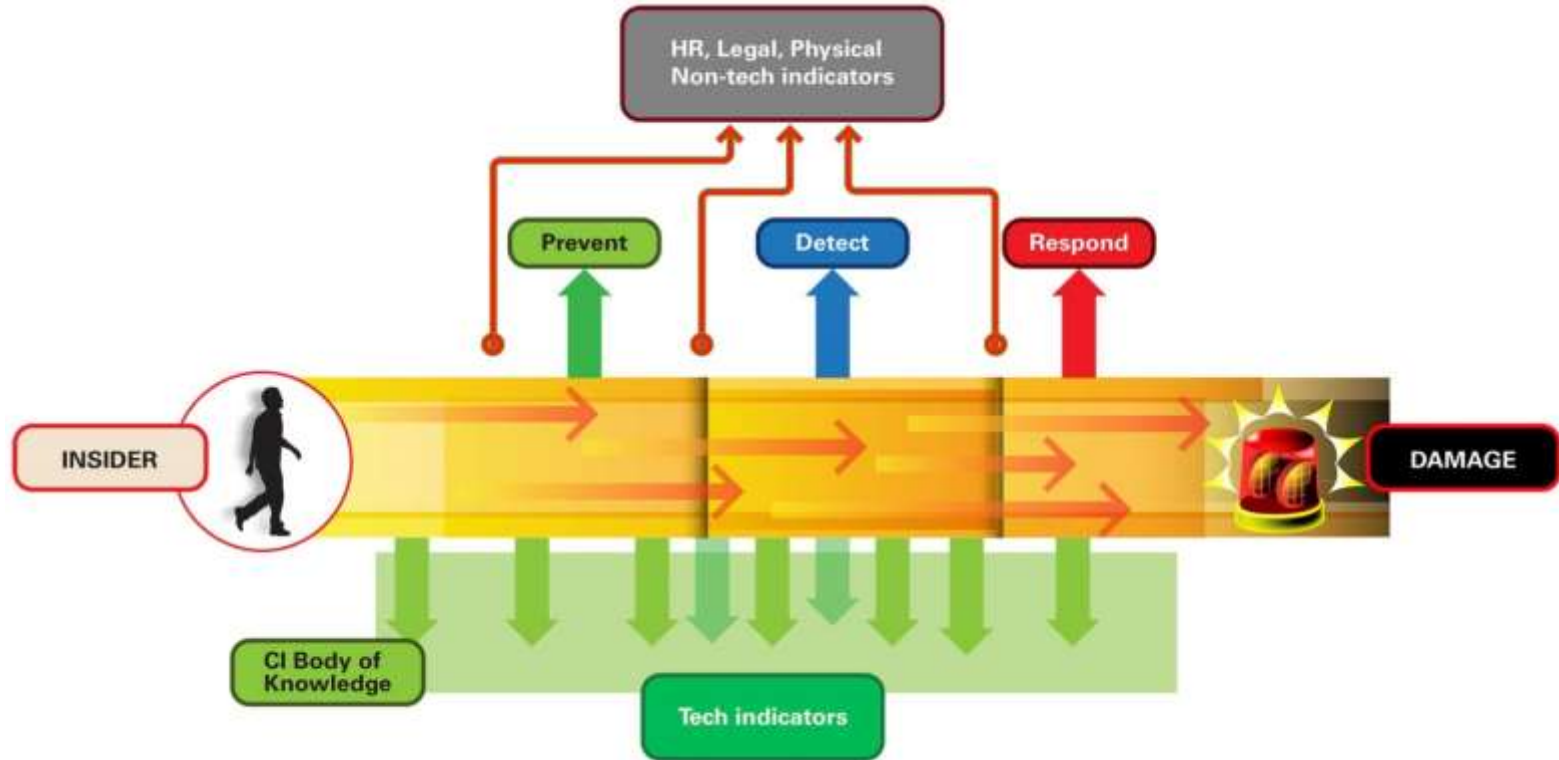 HR, Legal, Physical
Non-tech indicators
Prevent
Detect
Respond
INSIDER
DAMAGE
CI Body of
Knowledge
Tech indicators